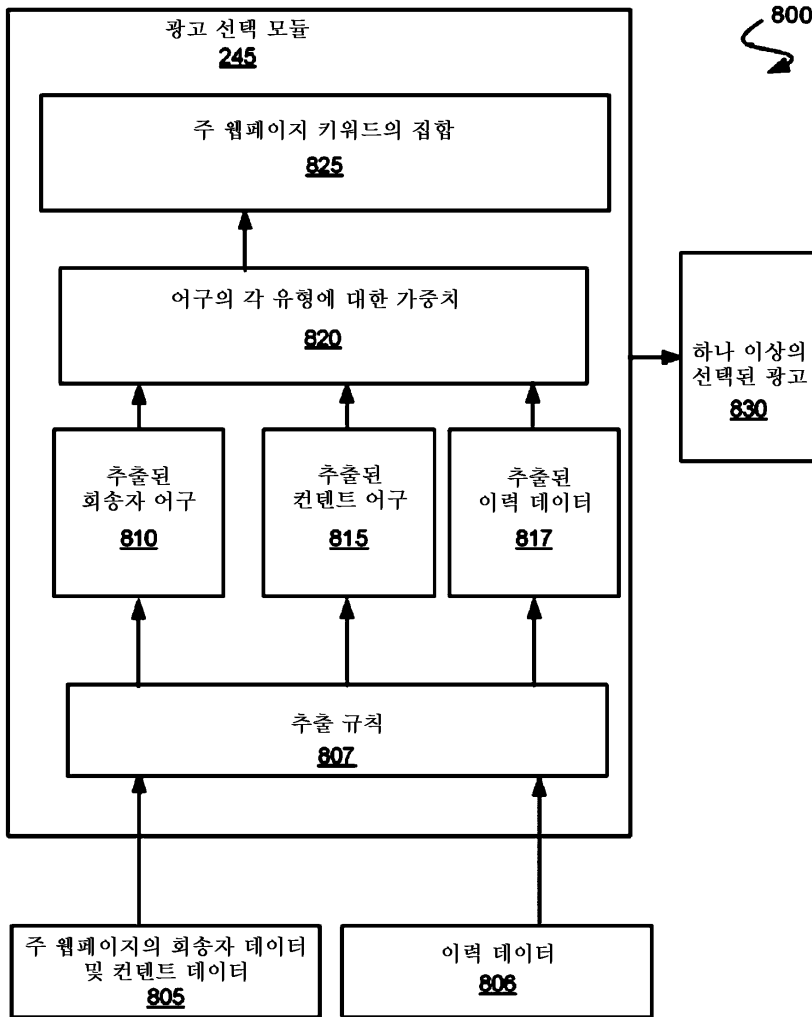 800
광고 선택 모듈
245
주 웹페이지 키워드의 집합
825
어구의 각 유형에 대한 가중치
820
하나 이상의
선택된 광고
830
추출된
회송자 어구
810
추출된
컨텐트 어구
815
추출된
이력 데이터
817
추출 규칙
807
주 웹페이지의 회송자 데이터
및 컨텐트 데이터
805
이력 데이터
806